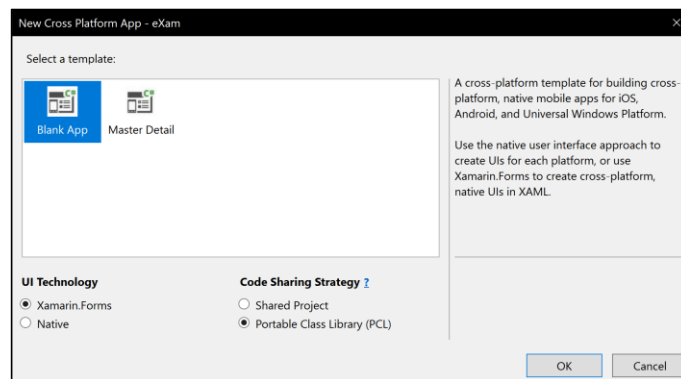 New Cross Platform App - eXam
Select a template:
Blank App
Master Detail
A cross-platform template for building cross-
platform, native mobile apps for iOS,
Android, and Universal Windows Platform.
Use the native user interface approach to
create UIs for each platform, or use
Xamarin.Forms to create cross-platform,
native UIs in XAML.
UI Technology
Xamarin.Forms
Native
Code Sharing Strategy ?
Shared Project
Portable Class Library (PCL)
OK
Cancel